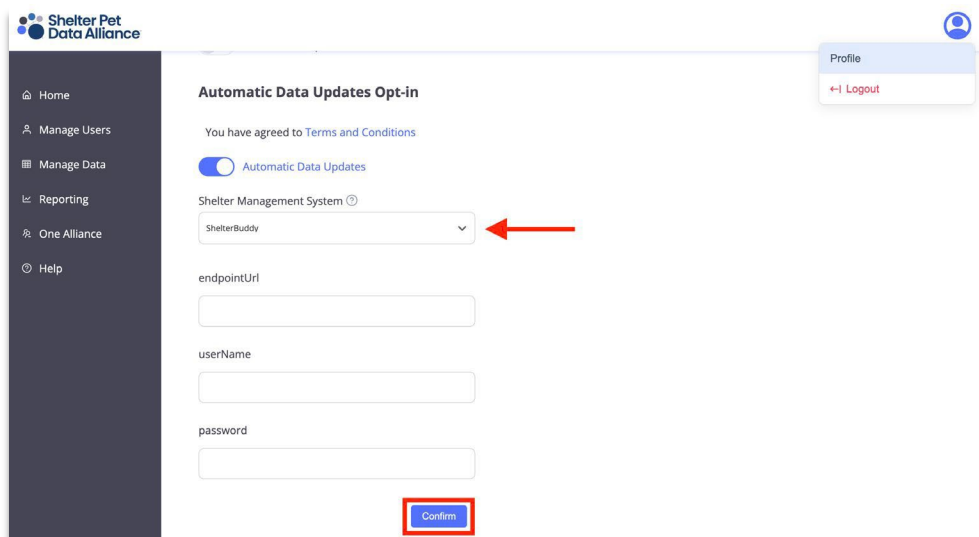 Shelter Pet
Data Alliance
Profile
Logout
Home
Manage Users
Manage Data
Reporting
One Alliance
Help
Automatic Data Updates Opt-in
You have agreed to Terms and Conditions
Automatic Data Updates
Shelter Management System
ShelterBuddy
endpointUrl
userName
password
Confirm